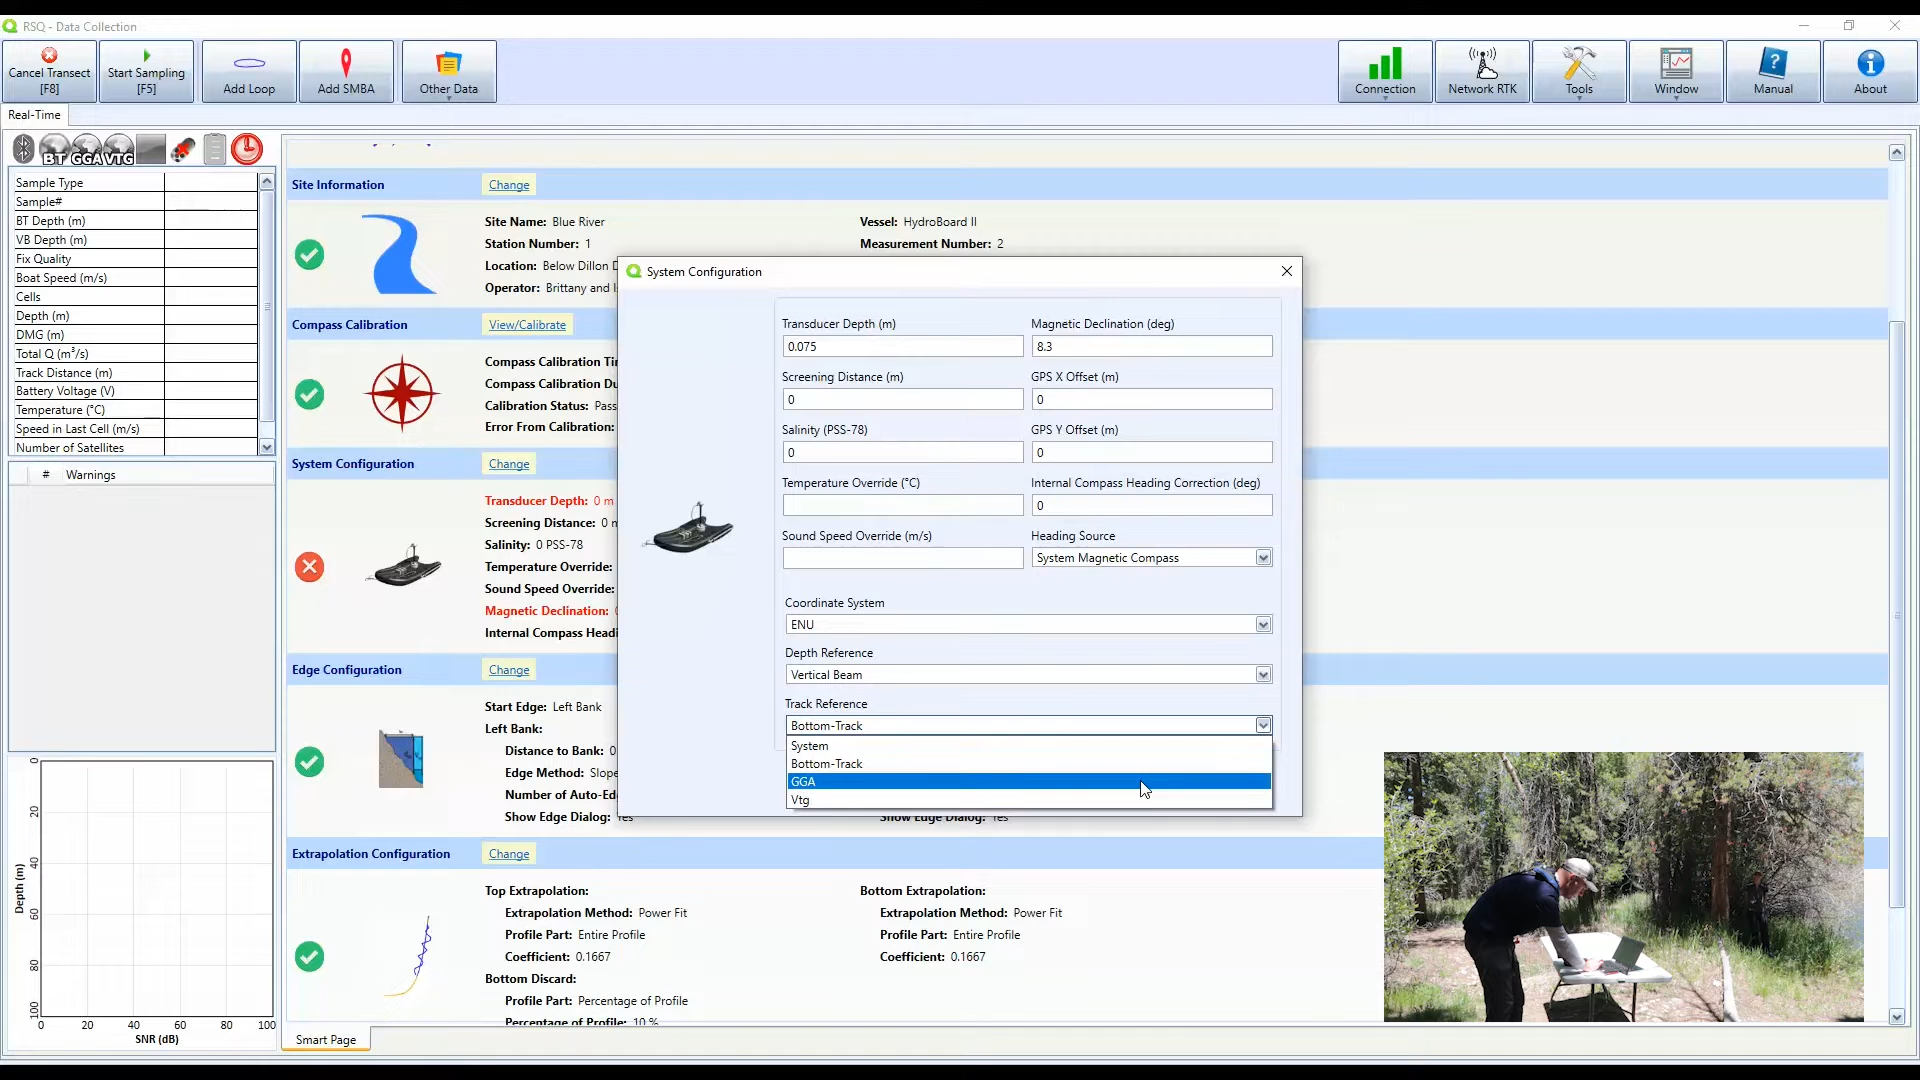 RSQ - Data Collection
Cancel Transect
[F8]
Start Sampling
[F5]
Add Loop
Add SMBA
Other Data
Connection
Network RTK
Tools
Window
Manual
About
Real-Time
BT GGA VTG
Sample Type
Sample#
BT Depth (m)
VB Depth (m)
Fix Quality
Boat Speed (m/s)
Cells
Depth (m)
DMG (m)
Total Q (m³/s)
Track Distance (m)
Battery Voltage (V)
Temperature (°C)
Speed in Last Cell (m/s)
Number of Satellites
# Warnings
0
20
40
60
80
100
Depth (m)
0 20 40 60 80 100
SNR (dB)
Site Information Change
Site Name: Blue River
Vessel: HydroBoard II
Station Number: 1
Measurement Number: 2
Location: Below Dillon
Operator: Brittany and
Compass Calibration View/Calibrate
Compass Calibration
Compass Calibration
Calibration Status: Pass
Error From Calibration:
System Configuration Change
Transducer Depth: 0 m
Screening Distance: 0 m
Salinity: 0 PSS-78
Temperature Override:
Sound Speed Override:
Magnetic Declination:
Internal Compass
Edge Configuration Change
Start Edge: Left Bank
Left Bank:
Distance to Bank: 0
Edge Method: Slope
Number of
Show Edge Dialog: Yes
Show Edge Dialog: Yes
Extrapolation Configuration Change
Top Extrapolation:
Bottom Extrapolation:
Extrapolation Method: Power Fit
Extrapolation Method: Power Fit
Profile Part: Entire Profile
Profile Part: Entire Profile
Coefficient: 0.1667
Coefficient: 0.1667
Bottom Discard:
Profile Part: Percentage of Profile
Percentage of Profile: 10 %
Smart Page
System Configuration
Transducer Depth (m)
0.075
Magnetic Declination (deg)
8.3
Screening Distance (m)
0
GPS X Offset (m)
0
Salinity (PSS-78)
0
GPS Y Offset (m)
0
Temperature Override (°C)
Internal Compass Heading Correction (deg)
0
Sound Speed Override (m/s)
Heading Source
System Magnetic Compass
Coordinate System
ENU
Depth Reference
Vertical Beam
Track Reference
Bottom-Track
System
Bottom-Track
GGA
Vtg